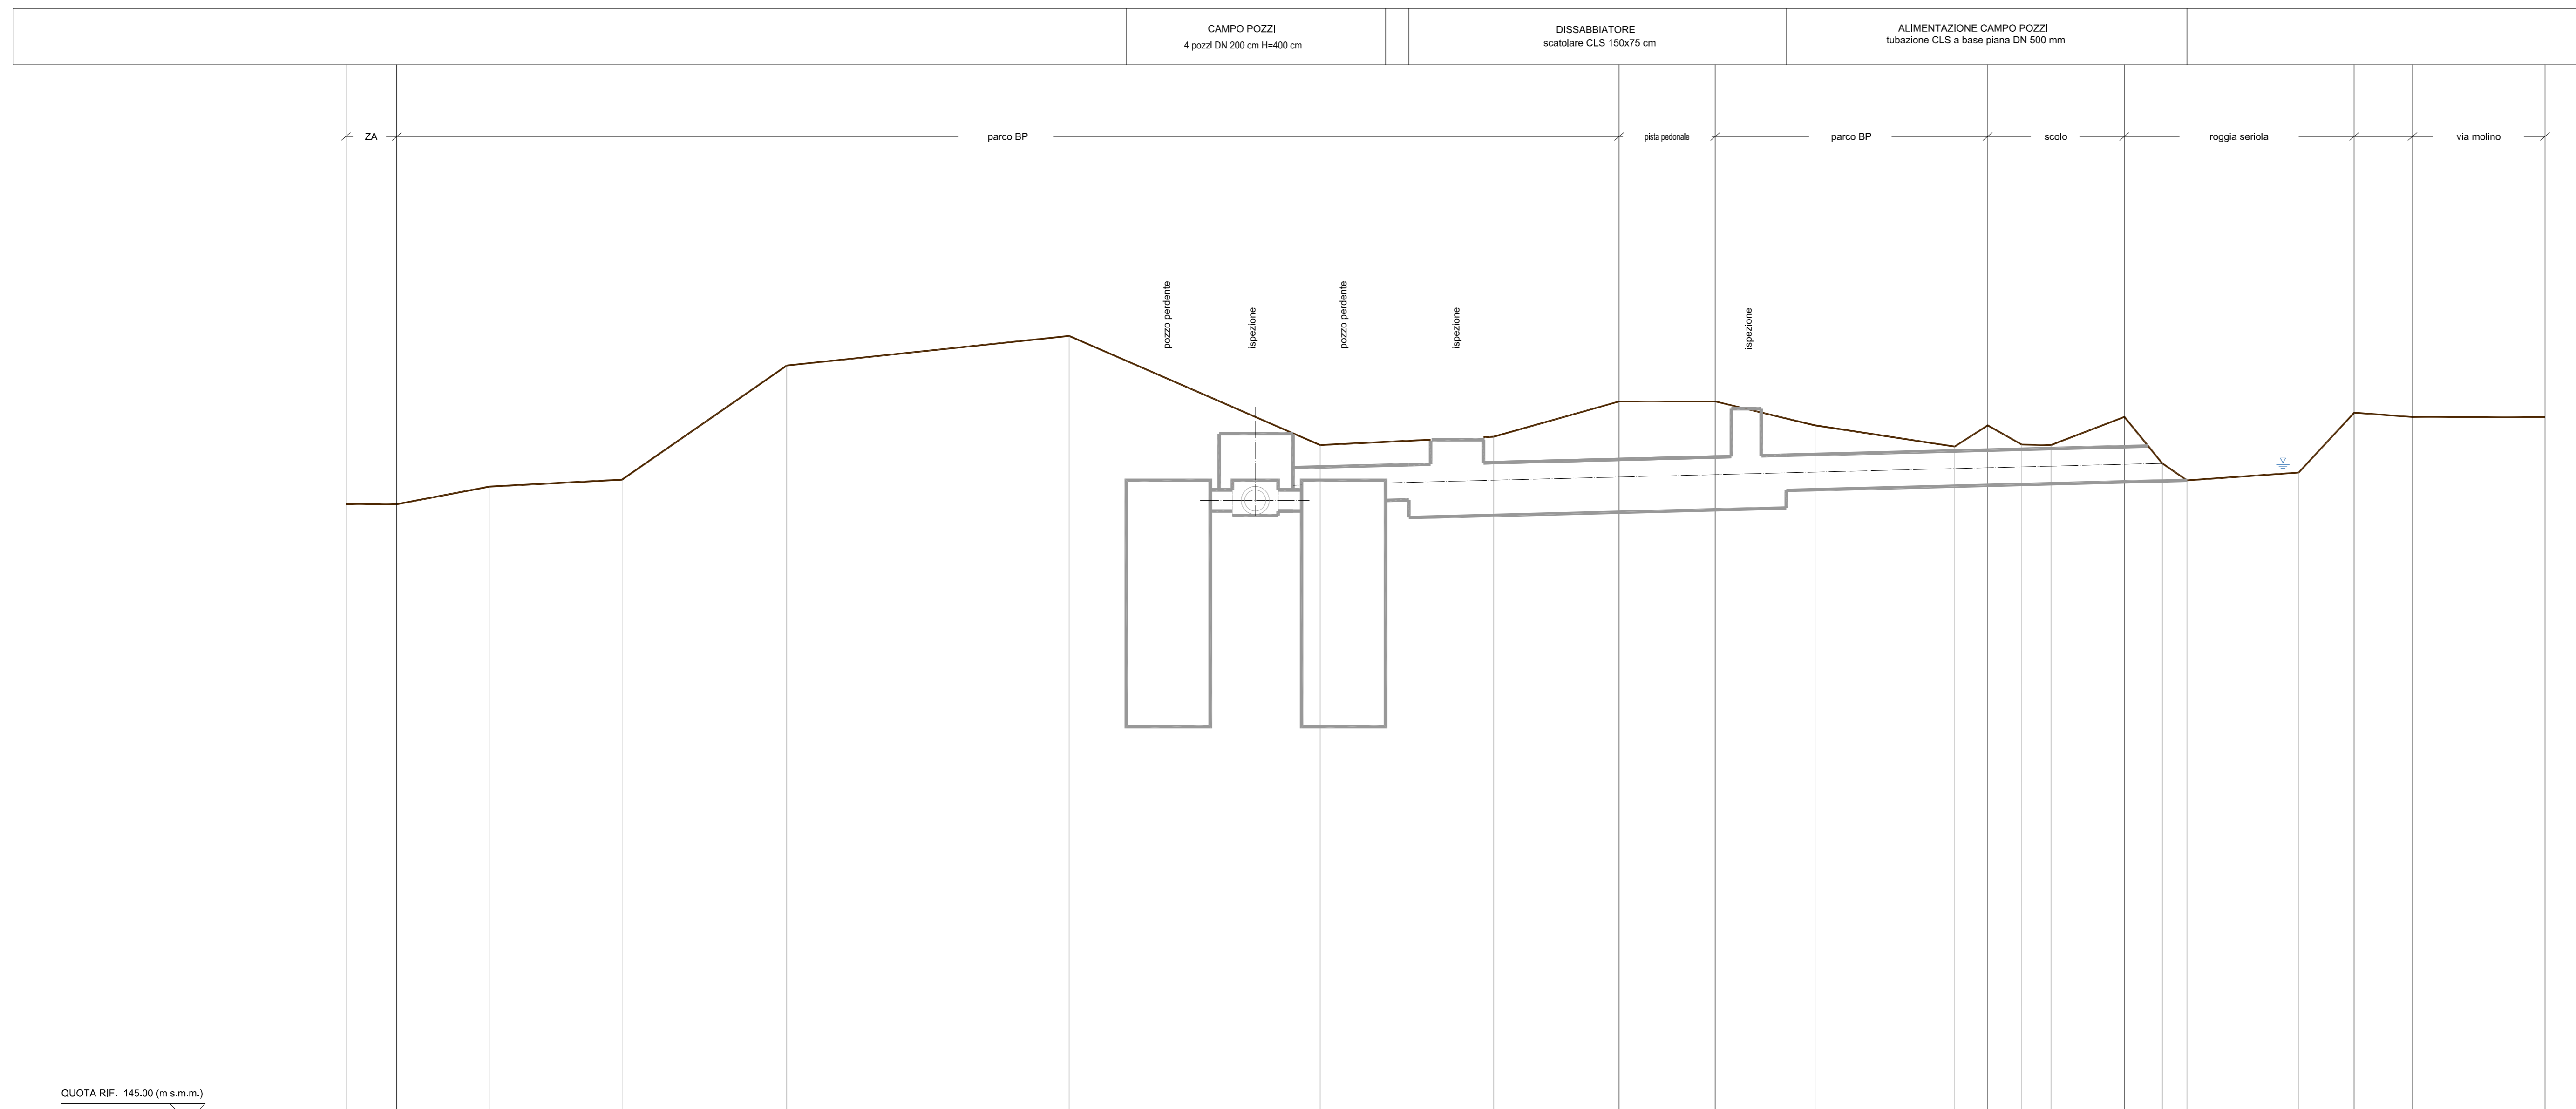 CAMPO POZZI
4 pozzi DN 200 cm H=400 cm
DISSABBIATORE
scatolare CLS 150x75 cm
ALIMENTAZIONE CAMPO POZZI
tubazione CLS a base piana DN 500 mm
ZA
parco BP
pista pedonale
parco BP
scolo
roggia seriola
via molino
pozzo perdente
ispezione
pozzo perdente
ispezione
ispezione
QUOTA RIF. 145.00 (m s.m.m.)